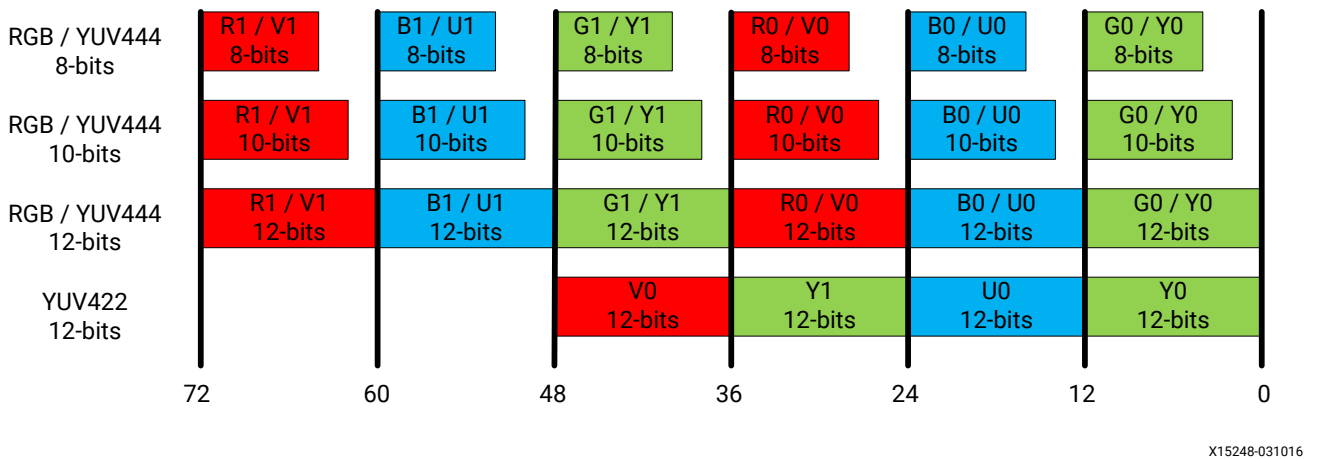 RGB / YUV444
8-bits
R1 / V1
8-bits
B1 / U1
8-bits
G1 / Y1
8-bits
R0 / V0
8-bits
B0 / U0
8-bits
G0 / Y0
8-bits
RGB / YUV444
10-bits
R1 / V1
10-bits
B1 / U1
10-bits
G1 / Y1
10-bits
R0 / V0
10-bits
B0 / U0
10-bits
G0 / Y0
10-bits
RGB / YUV444
12-bits
R1 / V1
12-bits
B1 / U1
12-bits
G1 / Y1
12-bits
R0 / V0
12-bits
B0 / U0
12-bits
G0 / Y0
12-bits
YUV422
12-bits
V0
12-bits
Y1
12-bits
U0
12-bits
Y0
12-bits
72
60
48
36
24
12
0
X15248-031016